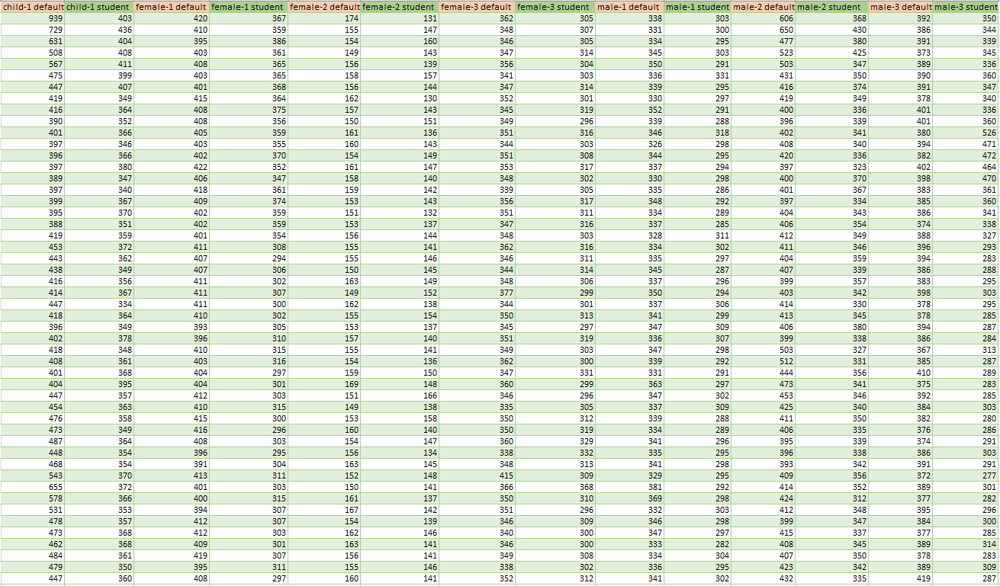 child-1 default child-1 student female-1 default female-1 student female-2 default female-2 student female-3 default female-3 student male-1 default male-1 student male-2 default male-2 student male-3 default male-3 student
939 403 420 367 174 131 362 305 338 303 606 368 392 350
729 436 410 359 155 147 348 307 331 300 650 430 386 344
631 404 395 386 154 160 346 305 334 295 477 380 391 339
508 408 403 361 149 143 347 314 345 303 523 425 373 345
567 411 408 365 156 139 356 304 350 291 503 347 389 336
475 399 403 365 158 157 341 303 336 331 431 350 390 360
447 407 401 368 156 144 347 314 339 295 416 374 391 347
419 349 415 364 162 130 352 301 330 297 419 349 378 340
416 364 408 375 157 143 345 319 352 291 400 336 401 336
390 352 408 356 150 151 349 296 339 288 396 339 401 360
401 366 405 359 161 136 351 316 346 318 402 341 380 526
397 346 403 355 160 143 344 303 326 298 408 340 394 471
396 366 402 370 154 149 351 308 344 295 420 336 382 472
397 380 422 352 161 147 353 317 337 294 397 323 402 464
389 347 406 347 158 140 348 302 330 298 400 370 398 470
397 340 418 361 159 142 339 305 335 286 401 367 383 361
399 367 409 374 153 143 356 317 348 292 397 334 385 360
395 370 402 359 151 132 351 311 334 289 404 343 386 341
388 351 402 359 153 137 347 316 337 285 406 354 374 338
419 359 401 354 156 144 348 303 328 311 412 349 388 327
453 372 411 308 155 141 362 316 334 302 411 346 396 293
443 362 407 294 155 146 346 311 335 297 404 359 394 283
438 349 407 306 150 145 344 314 345 287 407 339 386 288
416 356 411 302 163 149 348 306 337 296 399 357 383 295
414 367 411 307 149 152 377 299 350 294 403 342 398 303
447 334 411 300 162 138 344 301 337 306 414 330 378 295
418 364 410 302 155 154 350 313 341 299 413 345 378 285
396 349 393 305 153 137 345 297 347 309 406 380 394 287
402 378 396 310 157 140 351 319 336 307 399 338 386 284
418 348 410 315 155 141 349 303 347 298 503 327 367 313
408 361 403 316 154 136 362 300 339 292 512 331 385 287
401 368 404 297 159 150 347 331 331 291 444 356 410 289
404 395 404 301 169 148 360 299 363 297 473 341 375 283
447 357 412 303 151 166 346 296 347 302 453 346 392 285
454 363 410 315 149 138 335 305 337 309 425 340 384 303
476 358 415 300 153 158 350 312 339 288 411 350 382 280
473 349 416 296 160 140 350 319 334 289 406 335 376 286
487 364 408 303 154 147 360 329 341 296 395 339 374 291
448 354 396 295 156 134 338 332 335 295 396 338 386 303
468 354 391 304 163 145 348 313 341 298 393 342 391 291
543 370 413 311 152 148 415 309 329 295 409 356 372 277
655 372 401 303 150 141 366 368 381 292 414 352 389 301
578 366 400 315 161 137 350 310 369 298 424 312 377 282
531 353 394 307 167 142 351 296 332 303 412 348 395 296
478 357 412 307 154 139 346 309 346 298 399 347 384 300
473 368 412 303 162 146 340 300 347 297 415 337 377 285
462 368 409 301 163 141 346 300 333 282 408 345 389 314
484 361 419 307 156 141 349 308 334 304 407 350 378 283
479 350 395 311 155 146 338 302 336 295 423 342 389 309
447 360 408 297 160 141 352 312 341 302 432 335 419 287